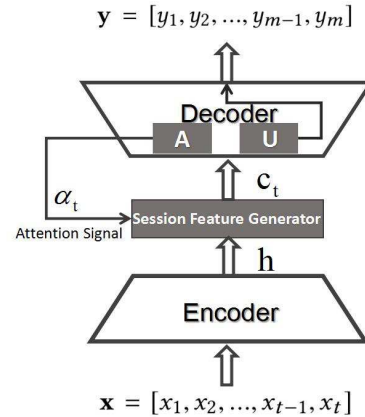 y = [y₁, y₂, ..., yₘ₋₁, yₘ]
Decoder
A U
cₜ
αₜ
Session Feature Generator
Attention Signal
h
Encoder
x = [x₁, x₂, ..., xₜ₋₁, xₜ]